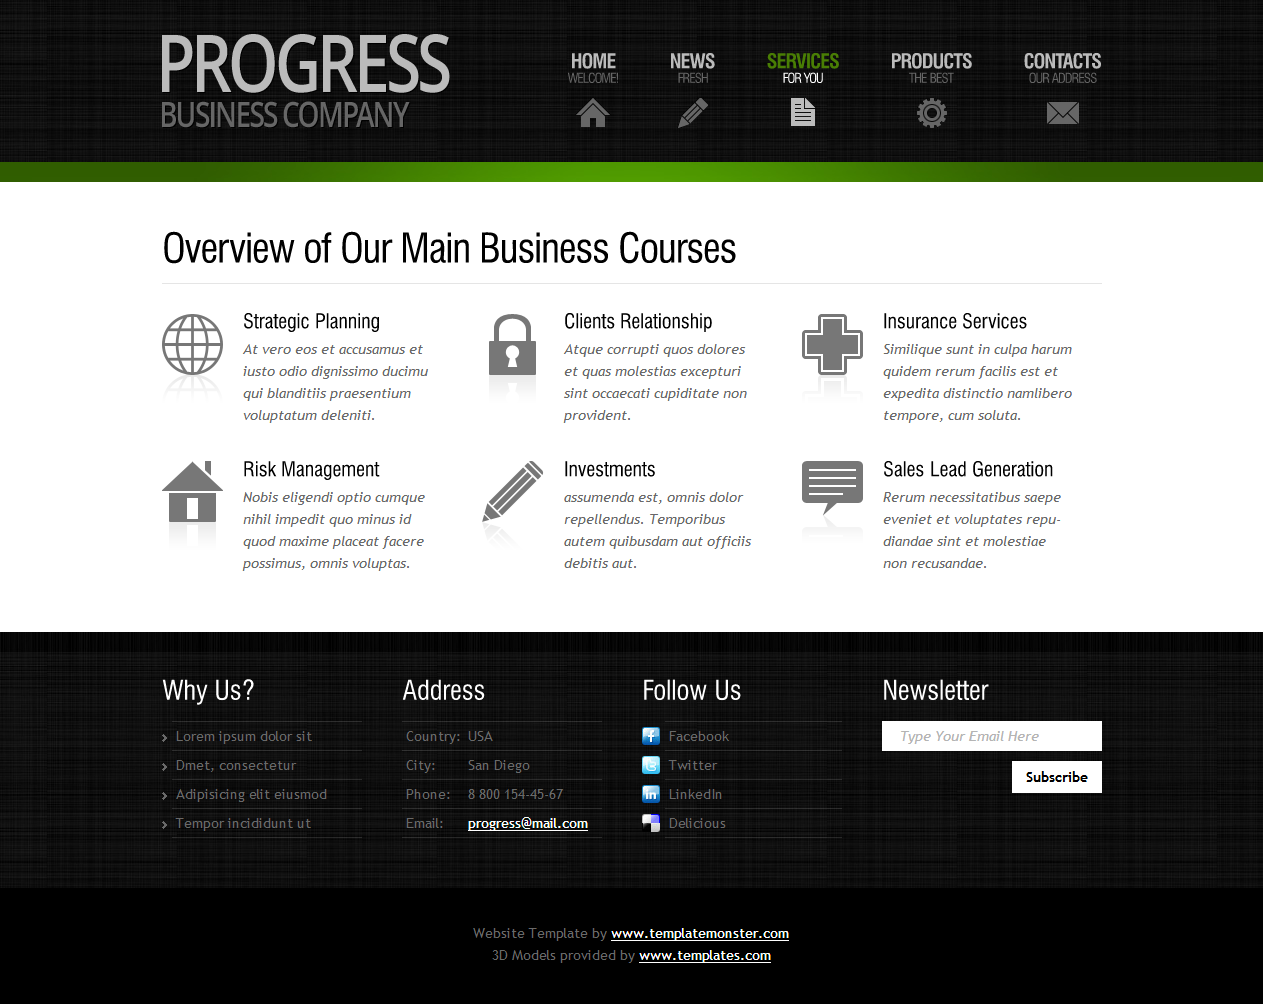 PROGRESS
BUSINESS COMPANY
HOME
WELCOME!
NEWS
FRESH
SERVICES
FOR YOU
PRODUCTS
THE BEST
CONTACTS
OUR ADDRESS
Overview of Our Main Business Courses
Strategic Planning
At vero eos et accusamus et
iusto odio dignissimo ducimu
qui blanditiis praesentium
voluptatum deleniti.
Clients Relationship
Atque corrupti quos dolores
et quas molestias excepturi
sint occaecati cupiditate non
provident.
Insurance Services
Similique sunt in culpa harum
quidem rerum facilis est et
expedita distinctio namlibero
tempore, cum soluta.
Risk Management
Nobis eligendi optio cumque
nihil impedit quo minus id
quod maxime placeat facere
possimus, omnis voluptas.
Investments
assumenda est, omnis dolor
repellendus. Temporibus
autem quibusdam aut officiis
debitis aut.
Sales Lead Generation
Rerum necessitatibus saepe
eveniet et voluptates repu-
diandae sint et molestiae
non recusandae.
Why Us?
Lorem ipsum dolor sit
Dmet, consectetur
Adipisicing elit eiusmod
Tempor incididunt ut
Address
Country: USA
City: San Diego
Phone: 8 800 154-45-67
Email: progress@mail.com
Follow Us
Facebook
Twitter
LinkedIn
Delicious
Newsletter
Type Your Email Here
Subscribe
Website Template by www.templatemonster.com
3D Models provided by www.templates.com